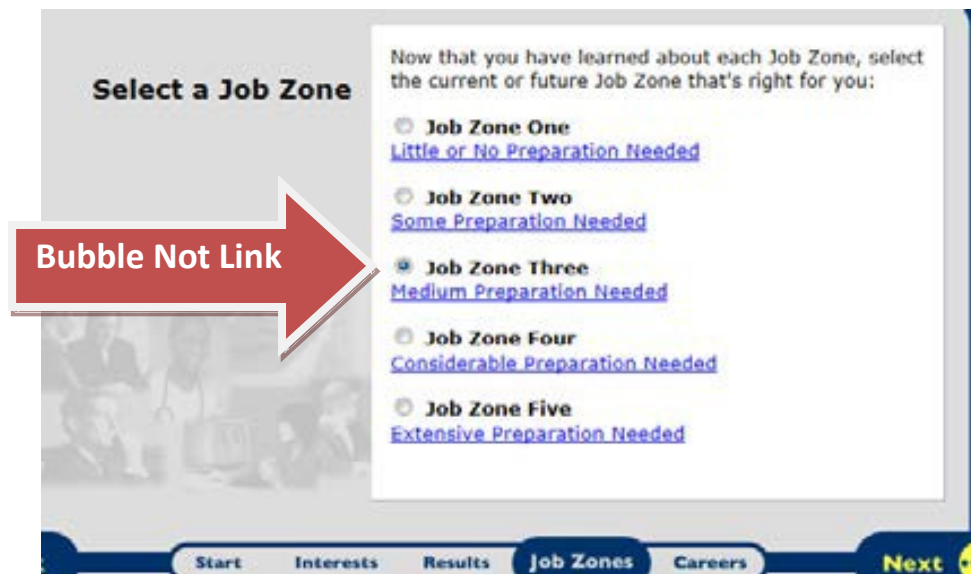 Select a Job Zone
Now that you have learned about each Job Zone, select
the current or future Job Zone that's right for you:
Job Zone One
Little or No Preparation Needed
Job Zone Two
Some Preparation Needed
Bubble Not Link
Job Zone Three
Medium Preparation Needed
Job Zone Four
Considerable Preparation Needed
Job Zone Five
Extensive Preparation Needed
Start Interests Results Job Zones Careers Next